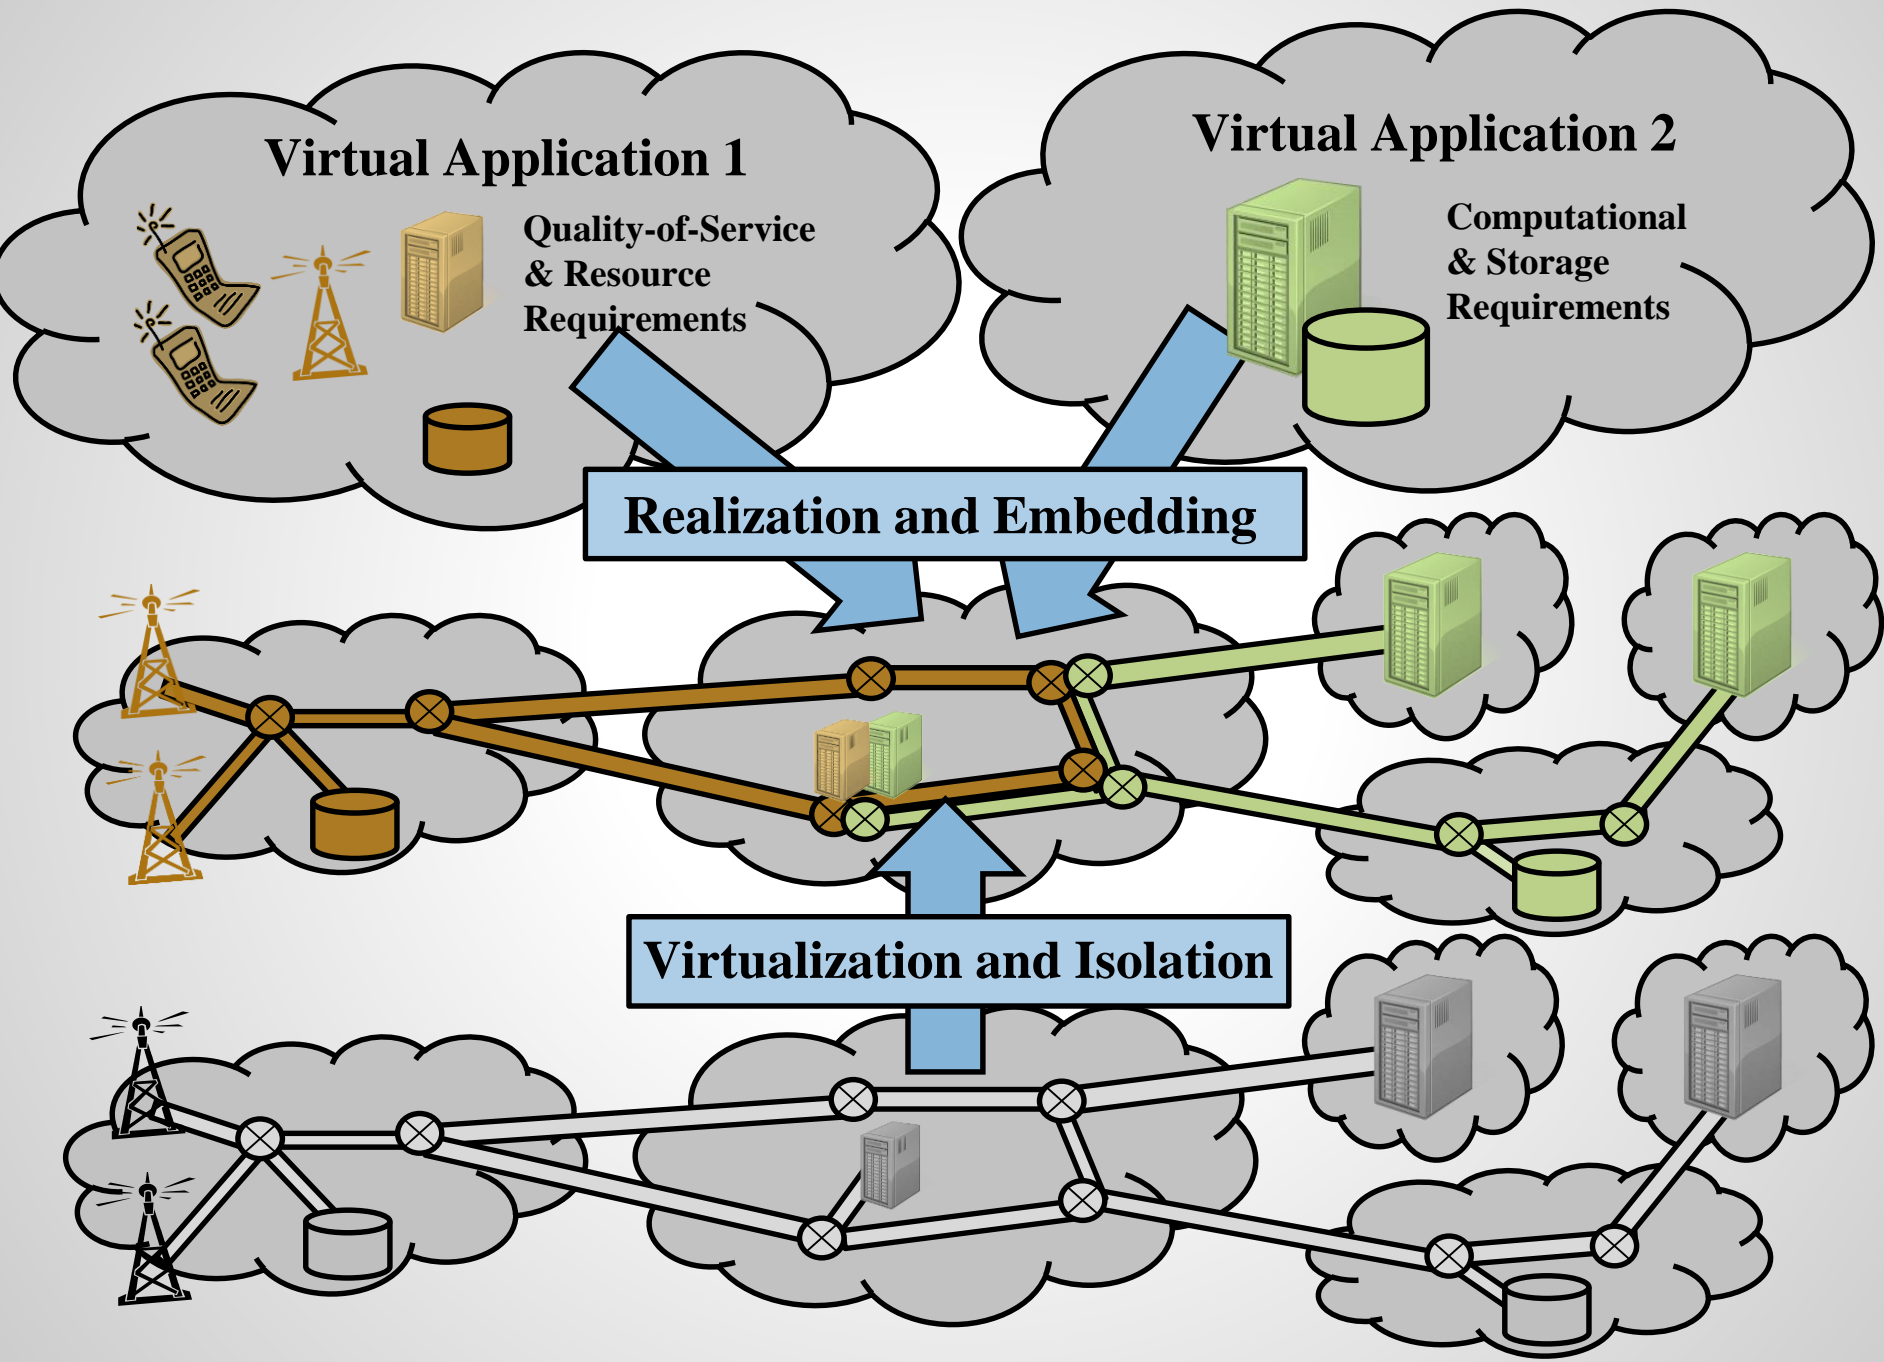 Virtual Application 1
Quality-of-Service
& Resource
Requirements
Virtual Application 2
Computational
& Storage
Requirements
Realization and Embedding
Virtualization and Isolation